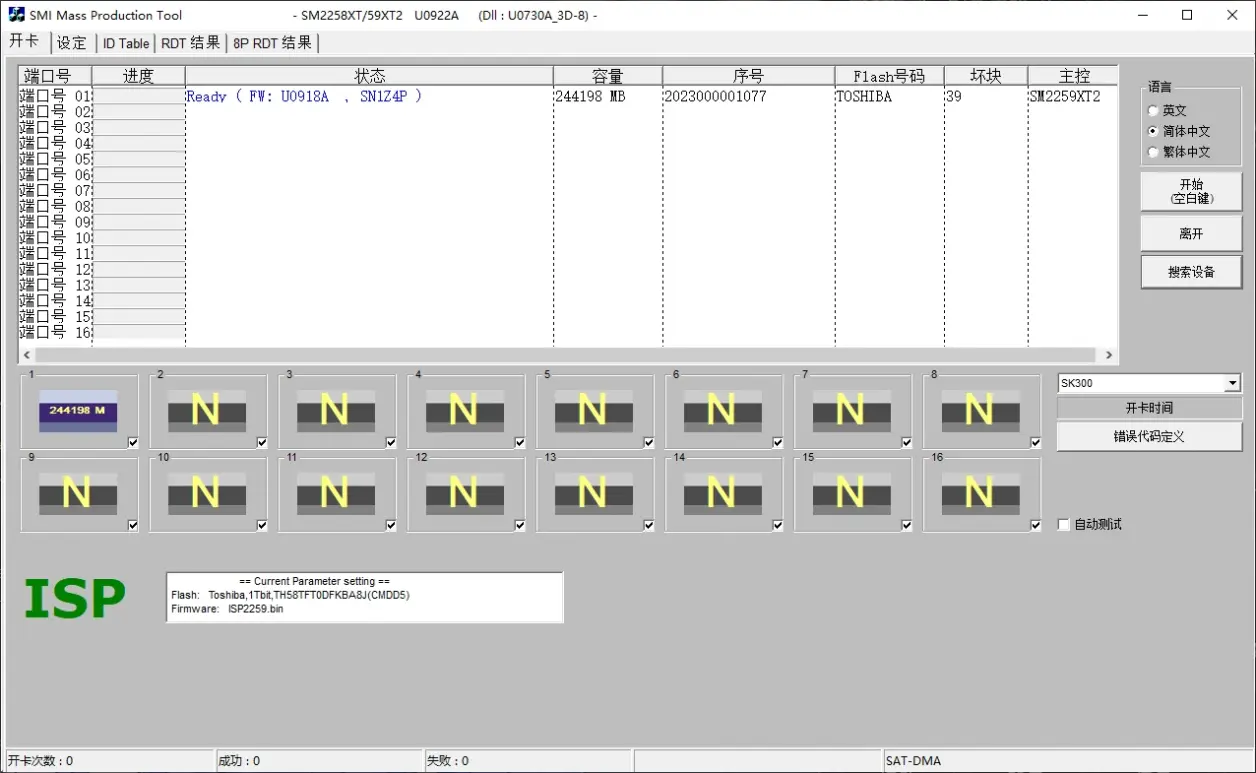 SMI Mass Production Tool - SM2258XT/59XT2 U0922A (Dll : U0730A_3D-8) -
开卡 设定 ID Table RDT 结果 8P RDT 结果
端口号 进度 状态 容量 序号 Flash号码 坏块 主控
端口号 01 Ready ( FW: U0918A , SN1Z4P ) 244198 MB 2023000001077 TOSHIBA 39 SM2259XT2
端口号 02
端口号 03
端口号 04
端口号 05
端口号 06
端口号 07
端口号 08
端口号 09
端口号 10
端口号 11
端口号 12
端口号 13
端口号 14
端口号 15
端口号 16
语言
英文
简体中文
繁体中文
开始
(空白键)
离开
搜索设备
1 2 3 4 5 6 7 8
244198 M N N N N N N N
9 10 11 12 13 14 15 16
N N N N N N N N
SK300
开卡时间
错误代码定义
自动测试
ISP
== Current Parameter setting ==
Flash: Toshiba,1Tbit,TH58TFT0DFKBA8J(CMDD5)
Firmware: ISP2259.bin
开卡次数 : 0 成功 : 0 失败 : 0 SAT-DMA